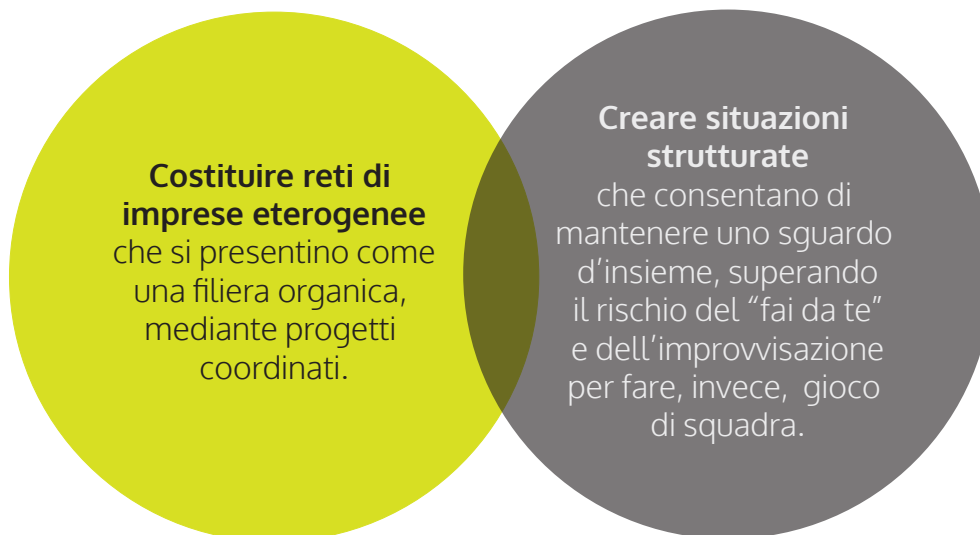 Costituire reti di
imprese eterogenee
che si presentino come
una filiera organica,
mediante progetti
coordinati.
Creare situazioni
strutturate
che consentano di
mantenere uno sguardo
d'insieme, superando
il rischio del “fai da te”
e dell'improvvisazione
per fare, invece, gioco
di squadra.